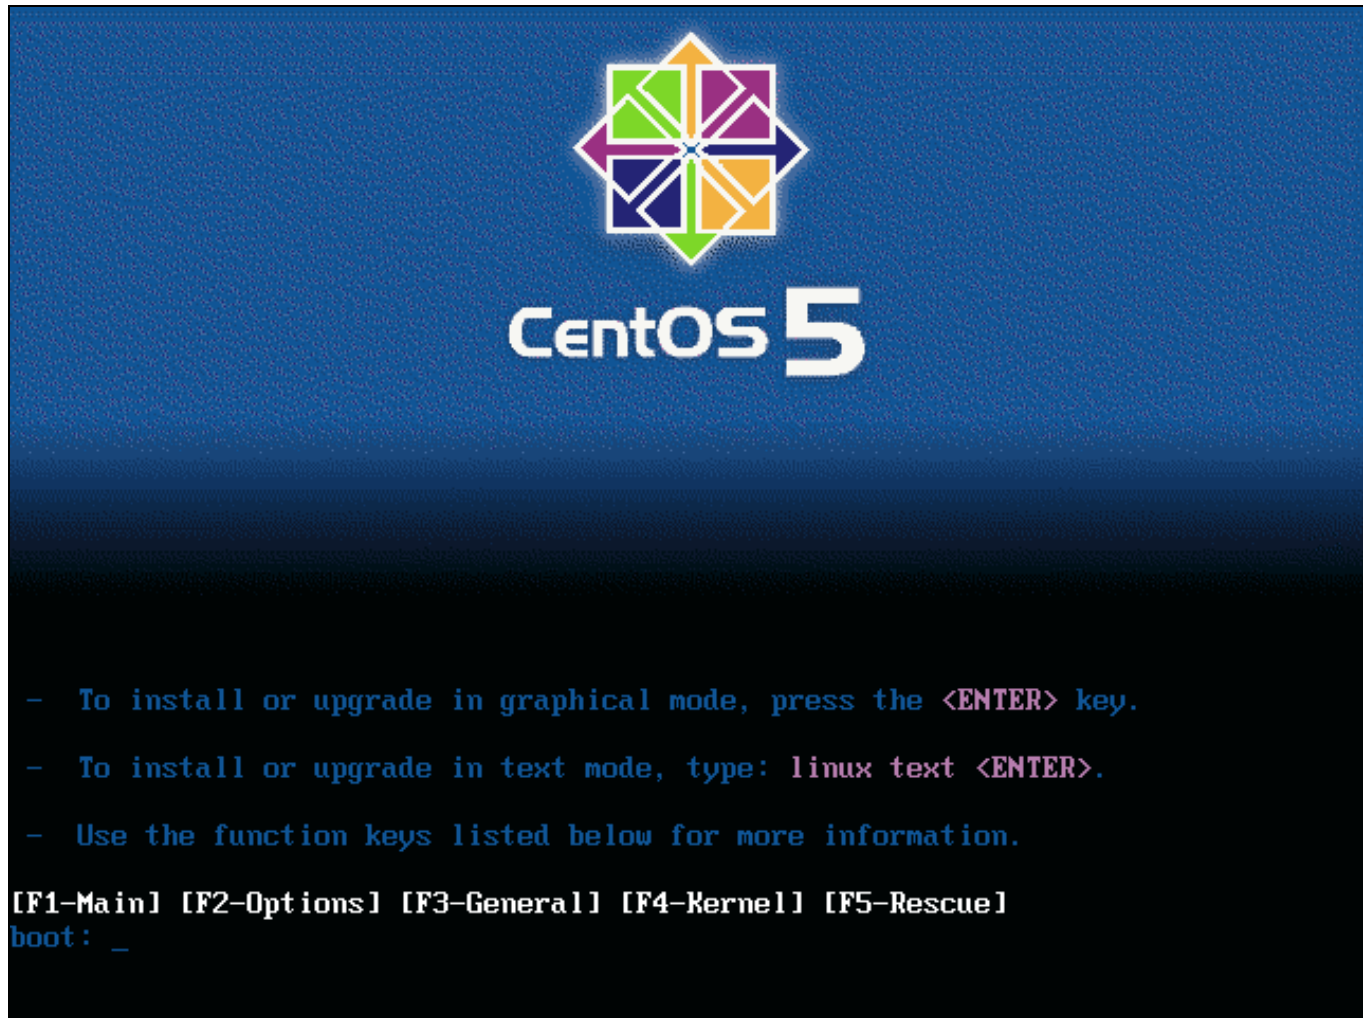 CentOS 5
- To install or upgrade in graphical mode, press the <ENTER> key.
- To install or upgrade in text mode, type: linux text <ENTER>.
- Use the function keys listed below for more information.
[F1-Main] [F2-Options] [F3-General] [F4-Kernel] [F5-Rescue]
boot: _